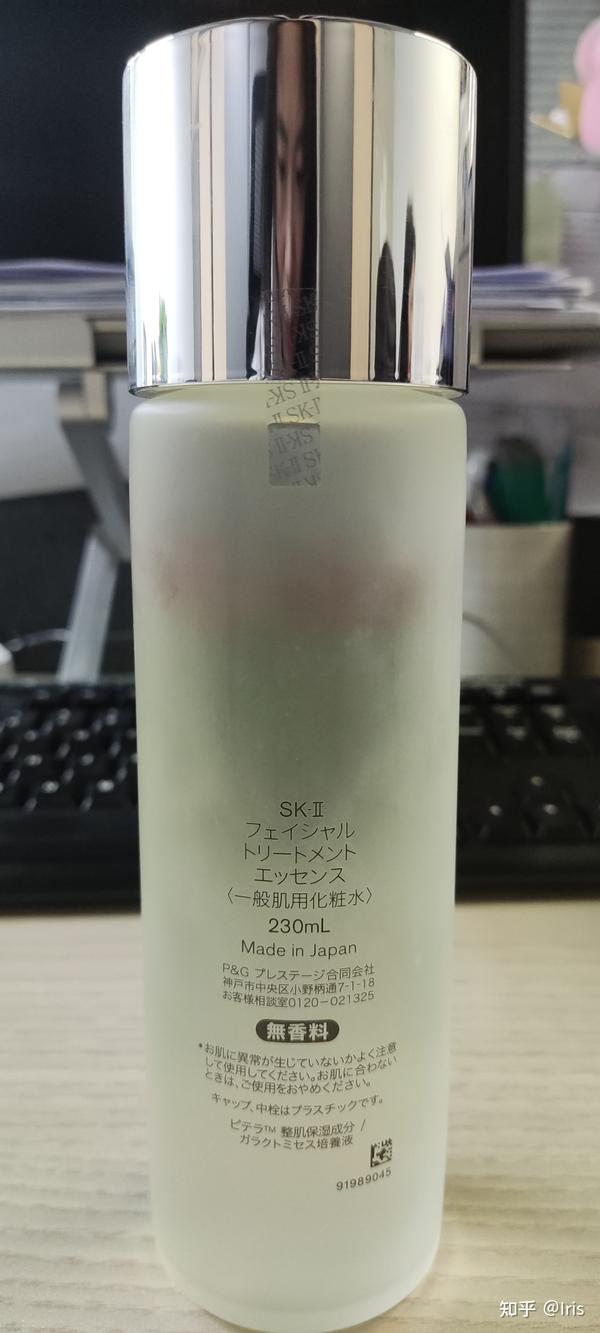 SK-II
SK-II
SK-II
SK-II
SK-Ⅱ
フェイシャル
トリートメント
エッセンス
〈一般肌用化粧水〉
230mL
Made in Japan
P&G プレステージ合同会社
神戸市中央区小野柄通7-1-18
お客様相談室0120-021325
無香料
*お肌に異常が生じていないかよく注意
して使用してください。お肌に合わない
ときは、ご使用をおやめください。
キャップ、中栓はプラスチックです。
ピテラ™ 整肌保湿成分 /
ガラクトミセス培養液
91989045
知乎 @Iris